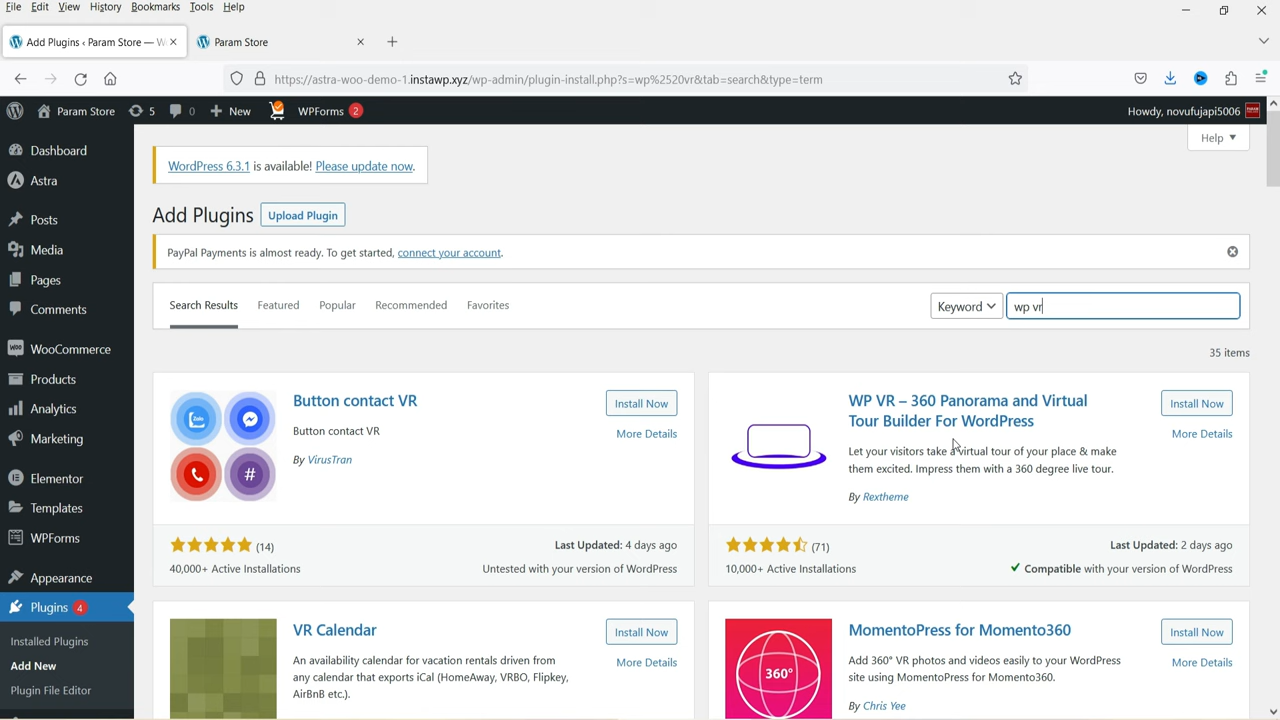 File Edit View History Bookmarks Tools Help
Add Plugins ‹ Param Store — W
Param Store
https://astra-woo-demo-1.instawp.xyz/wp-admin/plugin-install.php?s=wp%2520vr&tab=search&type=term
Param Store 5 0 New WPForms 2 Howdy, novufujapi5006
Help
Dashboard
Astra
Posts
Media
Pages
Comments
WooCommerce
Products
Analytics
Marketing
Elementor
Templates
WPForms
Appearance
Plugins 4
Installed Plugins
Add New
Plugin File Editor
WordPress 6.3.1 is available! Please update now.
Add Plugins Upload Plugin
PayPal Payments is almost ready. To get started, connect your account.
Search Results Featured Popular Recommended Favorites Keyword wp vr
35 items
Button contact VR
Install Now
Button contact VR
More Details
By VirusTran
Zalo
#
(14)
Last Updated: 4 days ago
40,000+ Active Installations
Untested with your version of WordPress
WP VR – 360 Panorama and Virtual
Tour Builder For WordPress
Install Now
More Details
Let your visitors take a virtual tour of your place & make
them excited. Impress them with a 360 degree live tour.
By Rextheme
(71)
Last Updated: 2 days ago
10,000+ Active Installations
Compatible with your version of WordPress
VR Calendar
Install Now
An availability calendar for vacation rentals driven from
any calendar that exports iCal (HomeAway, VRBO, Flipkey,
AirBnB etc.).
More Details
MomentoPress for Momento360
Install Now
360°
Add 360° VR photos and videos easily to your WordPress
site using MomentoPress for Momento360.
More Details
By Chris Yee